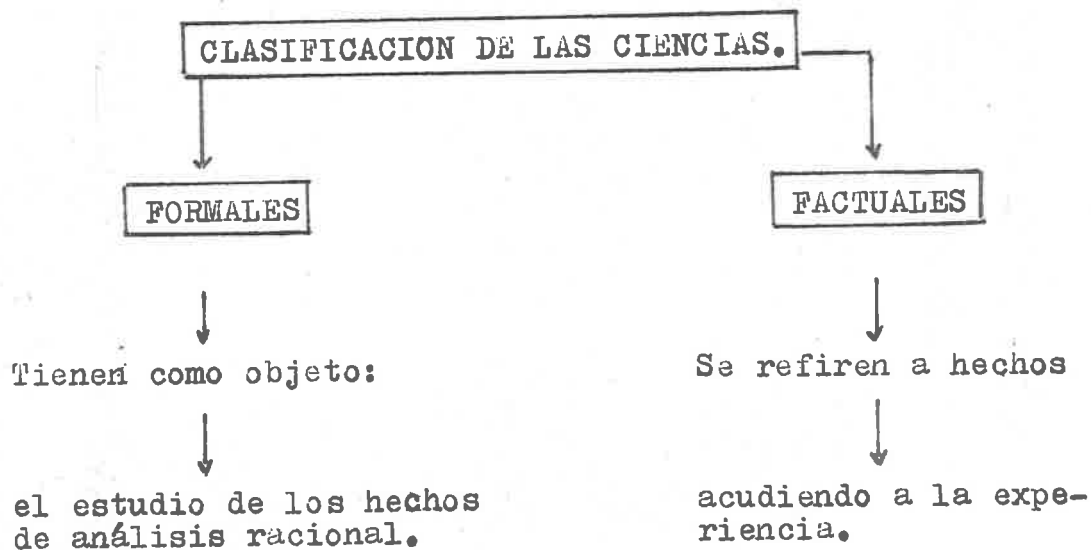 CLASIFICACION DE LAS CIENCIAS.
FORMALES
FACTUALES
Tienen como objeto:
Se refiren a hechos
el estudio de los hechos
de análisis racional.
acudiendo a la expe-
riencia.